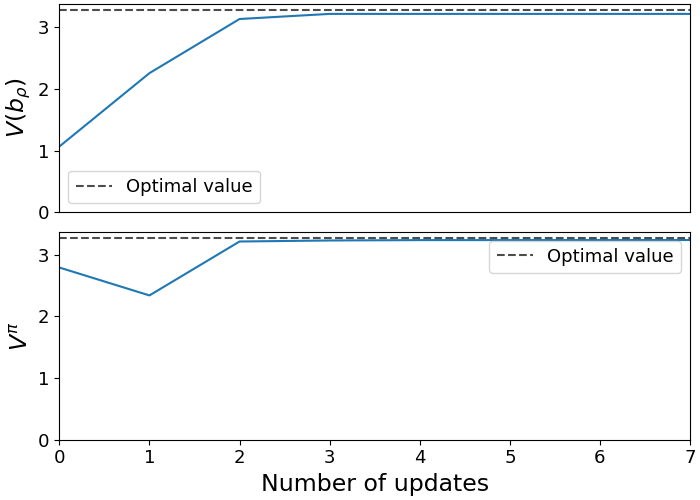 3
2
1
0
V(b_ρ)
Optimal value
3
2
1
0
V^π
Optimal value
0 1 2 3 4 5 6 7
Number of updates